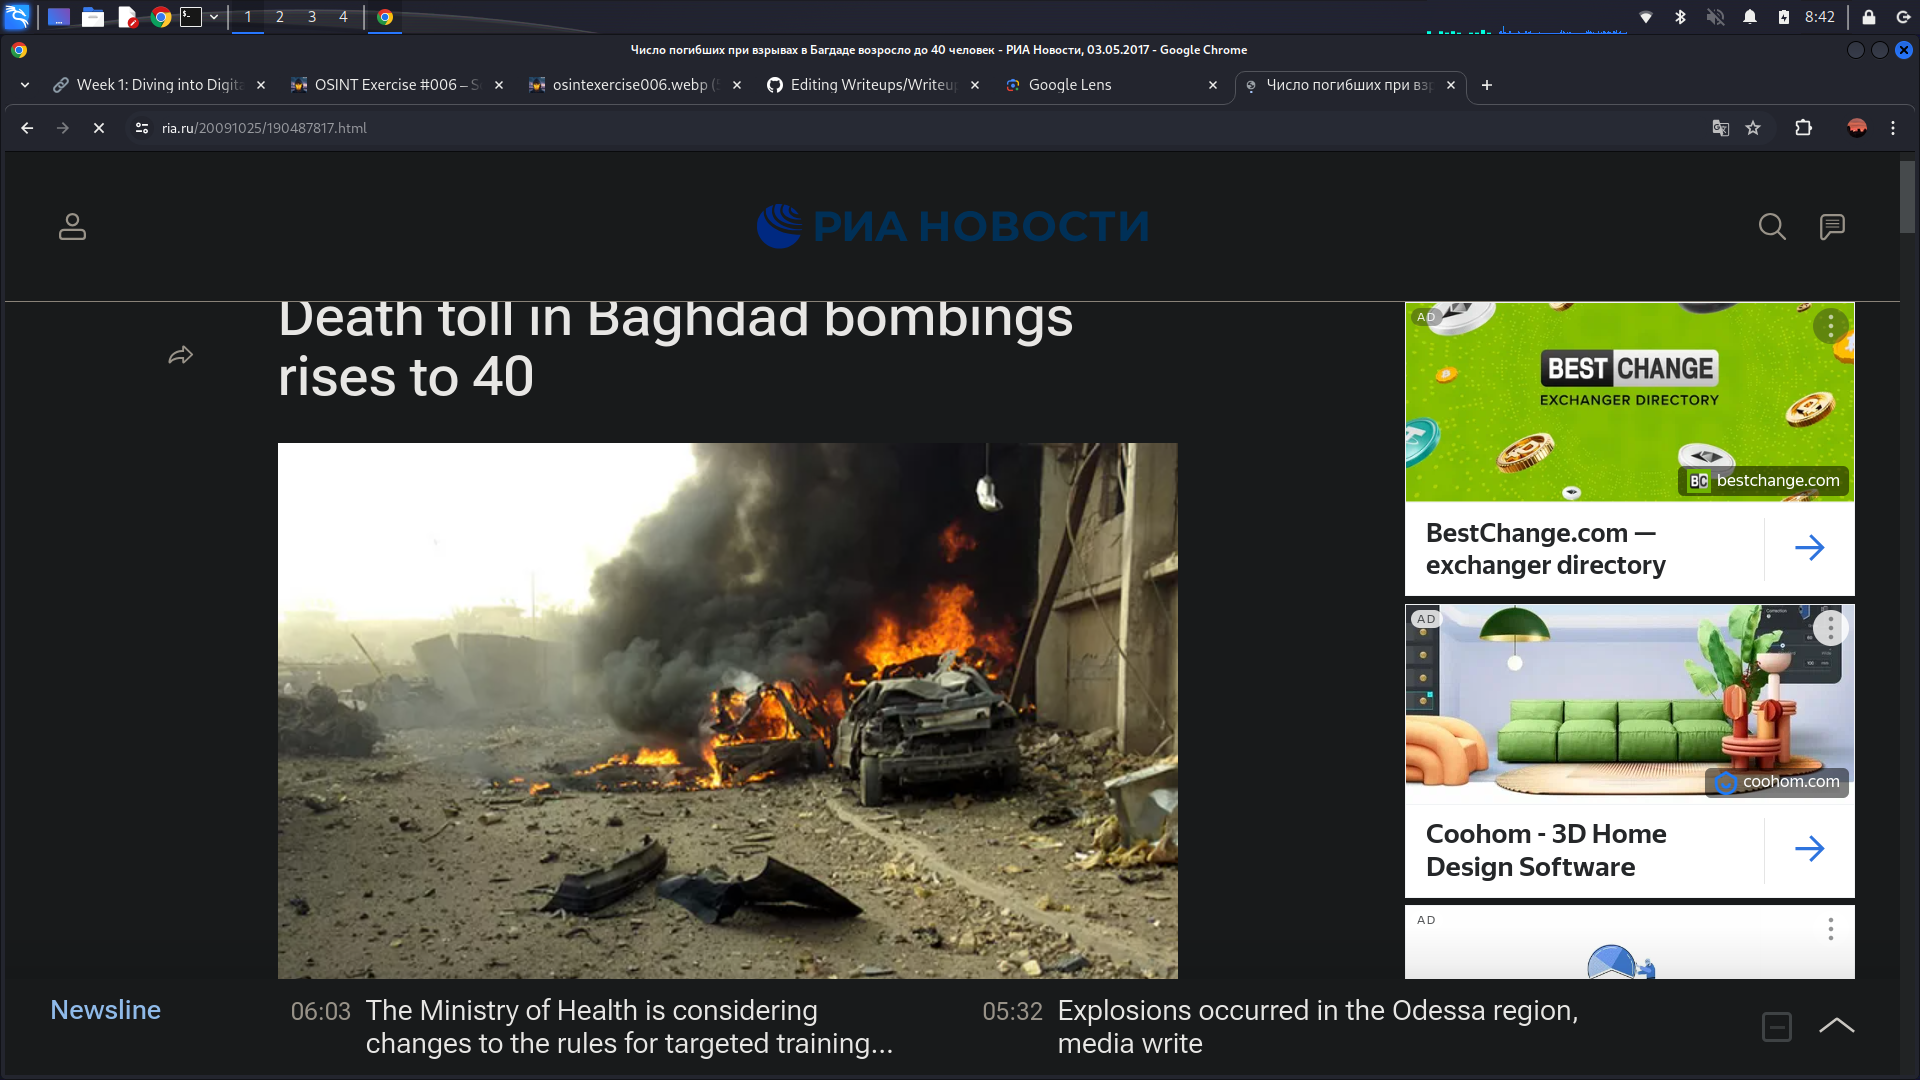 1 2 3 4 8:42
Число погибших при взрывах в Багдаде возросло до 40 человек - РИА Новости, 03.05.2017 - Google Chrome
Week 1: Diving into Digita
OSINT Exercise #006 – S
osintexercise006.webp (
Editing Writeups/Writeup
Google Lens
Число погибших при взр
ria.ru/20091025/190487817.html
РИА НОВОСТИ
Death toll in Baghdad bombings
rises to 40
AD
BEST CHANGE
EXCHANGER DIRECTORY
BC bestchange.com
BestChange.com —
exchanger directory
AD
coohom.com
Coohom - 3D Home
Design Software
AD
Newsline
06:03 The Ministry of Health is considering
changes to the rules for targeted training...
05:32 Explosions occurred in the Odessa region,
media write